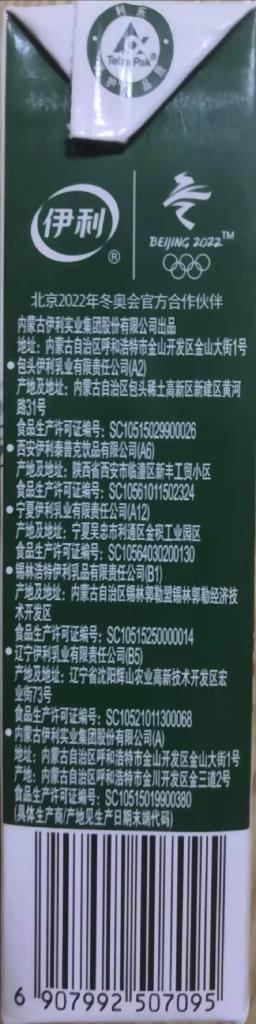 利乐
Tetra Pak
保护好品质
伊利®
BEIJING 2022™
北京2022年冬奥会官方合作伙伴
内蒙古伊利实业集团股份有限公司出品
地址：内蒙古自治区呼和浩特市金山开发区金山大街1号
●包头伊利乳业有限责任公司(A2)
产地及地址：内蒙古自治区包头稀土高新区新建区黄河
路31号
食品生产许可证编号：SC10515029900026
●西安伊利泰普克饮品有限公司(A6)
产地及地址：陕西省西安市临潼区新丰工贸小区
食品生产许可证编号：SC10561011502324
●宁夏伊利乳业有限责任公司(A12)
产地及地址：宁夏吴忠市利通区金积工业园区
食品生产许可证编号：SC10564030200130
●锡林浩特伊利乳品有限责任公司(B1)
产地及地址：内蒙古自治区锡林郭勒盟锡林郭勒经济技
术开发区
食品生产许可证编号：SC10515250000014
●辽宁伊利乳业有限责任公司(B5)
产地及地址：辽宁省沈阳辉山农业高新技术开发区宏
业街73号
食品生产许可证编号：SC10521011300068
●内蒙古伊利实业集团股份有限公司(A)
地址：内蒙古自治区呼和浩特市金山开发区金山大街1号
产地：内蒙古自治区呼和浩特市金川开发区金三道2号
食品生产许可证编号：SC10515019900380
(具体生产商/产地见生产日期末端代码)
6 907992 507095